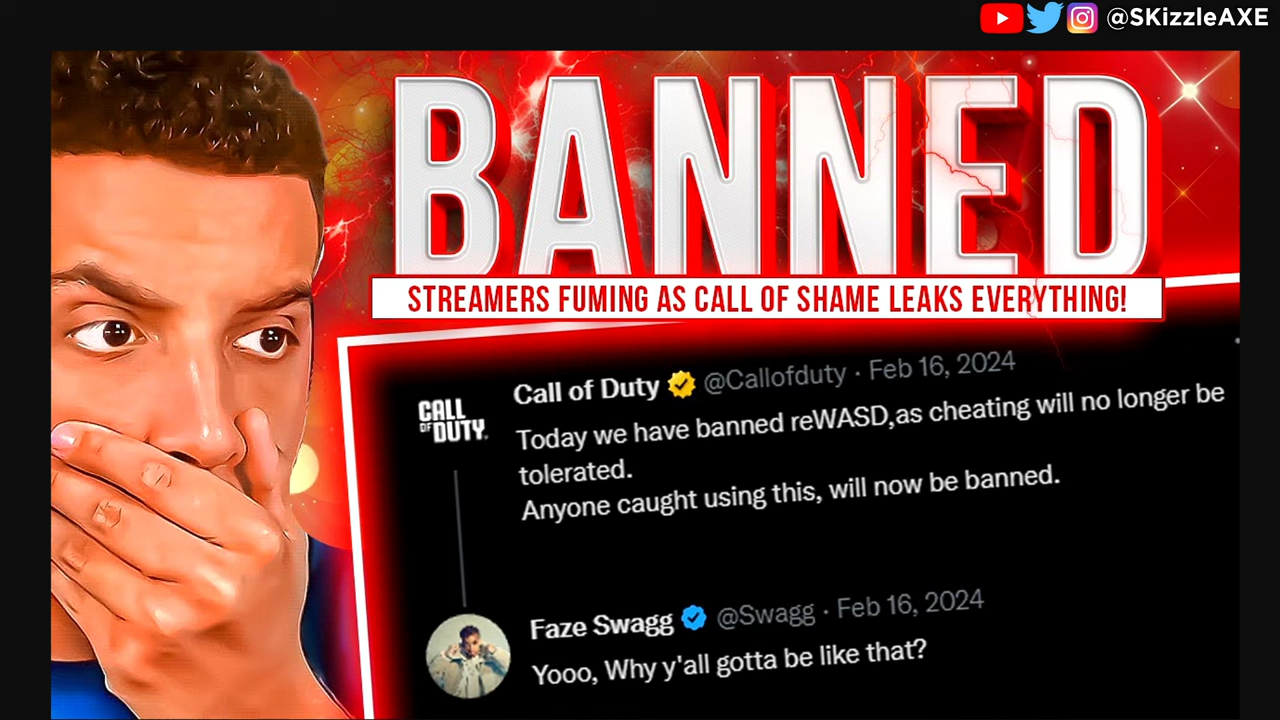 @SKizzleAXE
BANNED
STREAMERS FUMING AS CALL OF SHAME LEAKS EVERYTHING!
Call of Duty @Callofduty · Feb 16, 2024
CALL
OF DUTY
Today we have banned reWASD,as cheating will no longer be
tolerated.
Anyone caught using this, will now be banned.
Faze Swagg @Swagg · Feb 16, 2024
Yooo, Why y'all gotta be like that?